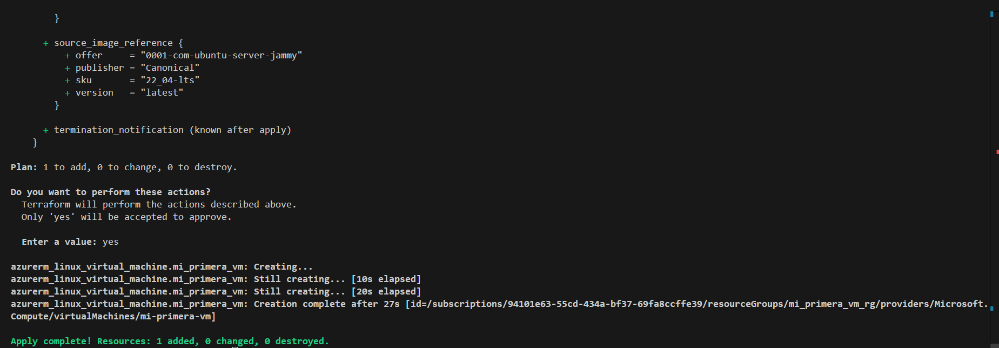 }
+ source_image_reference {
+ offer     = "0001-com-ubuntu-server-jammy"
+ publisher = "Canonical"
+ sku       = "22_04-lts"
+ version   = "latest"
}
+ termination_notification (known after apply)
}
Plan: 1 to add, 0 to change, 0 to destroy.
Do you want to perform these actions?
Terraform will perform the actions described above.
Only 'yes' will be accepted to approve.
Enter a value: yes
azurerm_linux_virtual_machine.mi_primera_vm: Creating...
azurerm_linux_virtual_machine.mi_primera_vm: Still creating... [10s elapsed]
azurerm_linux_virtual_machine.mi_primera_vm: Still creating... [20s elapsed]
azurerm_linux_virtual_machine.mi_primera_vm: Creation complete after 27s [id=/subscriptions/94101e63-55cd-434a-bf37-69fa8ccffe39/resourceGroups/mi_primera_vm_rg/providers/Microsoft.
Compute/virtualMachines/mi-primera-vm]
Apply complete! Resources: 1 added, 0 changed, 0 destroyed.